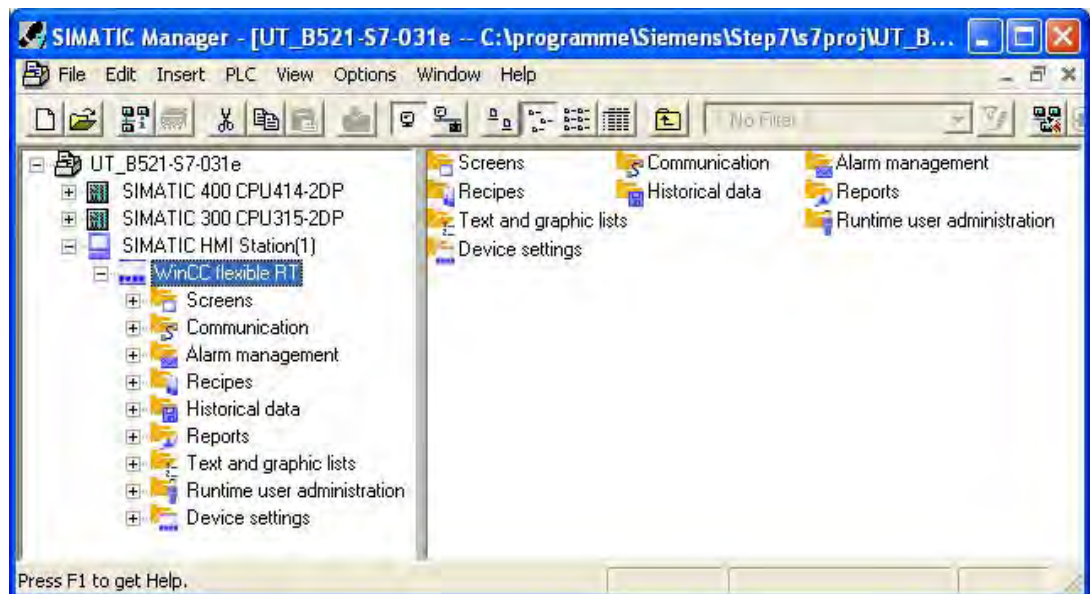 SIMATIC Manager - [UT_B521-S7-031e -- C:\programme\Siemens\Step7\s7proj\UT_B...
File Edit Insert PLC View Options Window Help
No Filter
UT_B521-S7-031e
SIMATIC 400 CPU414-2DP
SIMATIC 300 CPU315-2DP
SIMATIC HMI Station(1)
WinCC flexible RT
Screens
Communication
Alarm management
Recipes
Historical data
Reports
Text and graphic lists
Runtime user administration
Device settings
Screens Communication Alarm management
Recipes Historical data Reports
Text and graphic lists Runtime user administration
Device settings
Press F1 to get Help.